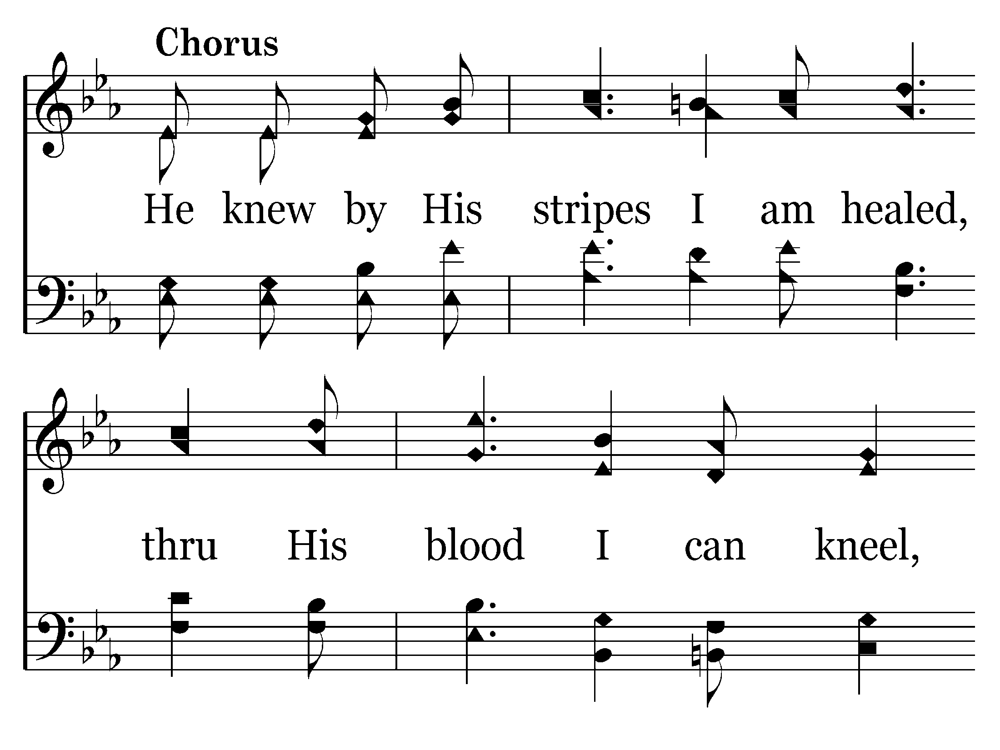 Chorus
He knew by His stripes I am healed,
thru His blood I can kneel,